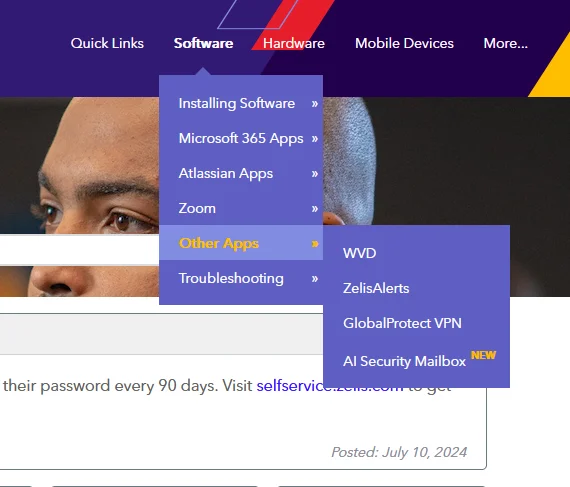 Quick Links Software Hardware Mobile Devices More...
Installing Software »
Microsoft 365 Apps »
Atlassian Apps »
Zoom »
Other Apps »
Troubleshooting »
WVD
ZelisAlerts
GlobalProtect VPN
AI Security Mailbox NEW
their password every 90 days. Visit selfservice.zelis.com to get
Posted: July 10, 2024